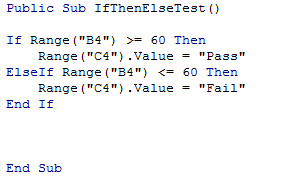 Public Sub IfThenElseTest()
If Range("B4") >= 60 Then
Range("C4").Value = "Pass"
ElseIf Range("B4") <= 60 Then
Range("C4").Value = "Fail"
End If
End Sub